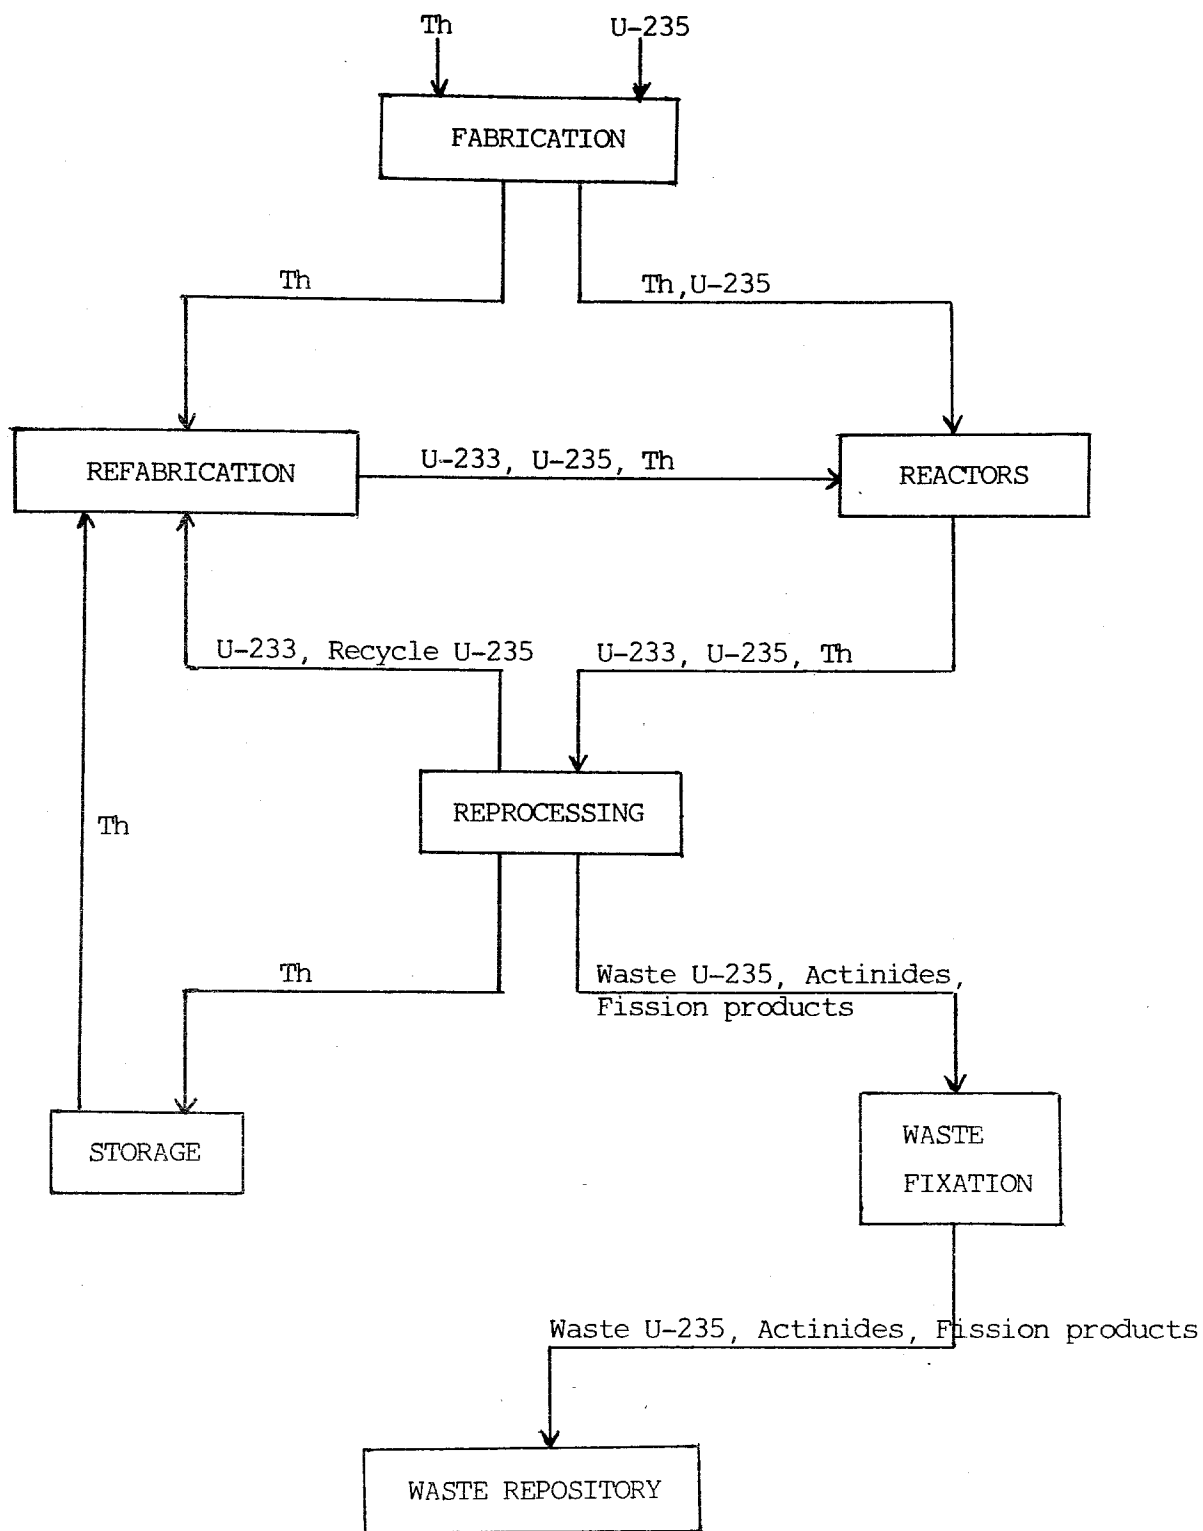 Th
U-235
FABRICATION
Th
Th,U-235
REFABRICATION
U-233, U-235, Th
REACTORS
U-233, Recycle U-235
U-233, U-235, Th
REPROCESSING
Th
Th
Waste U-235, Actinides,
Fission products
STORAGE
WASTE
FIXATION
Waste U-235, Actinides, Fission products
WASTE REPOSITORY